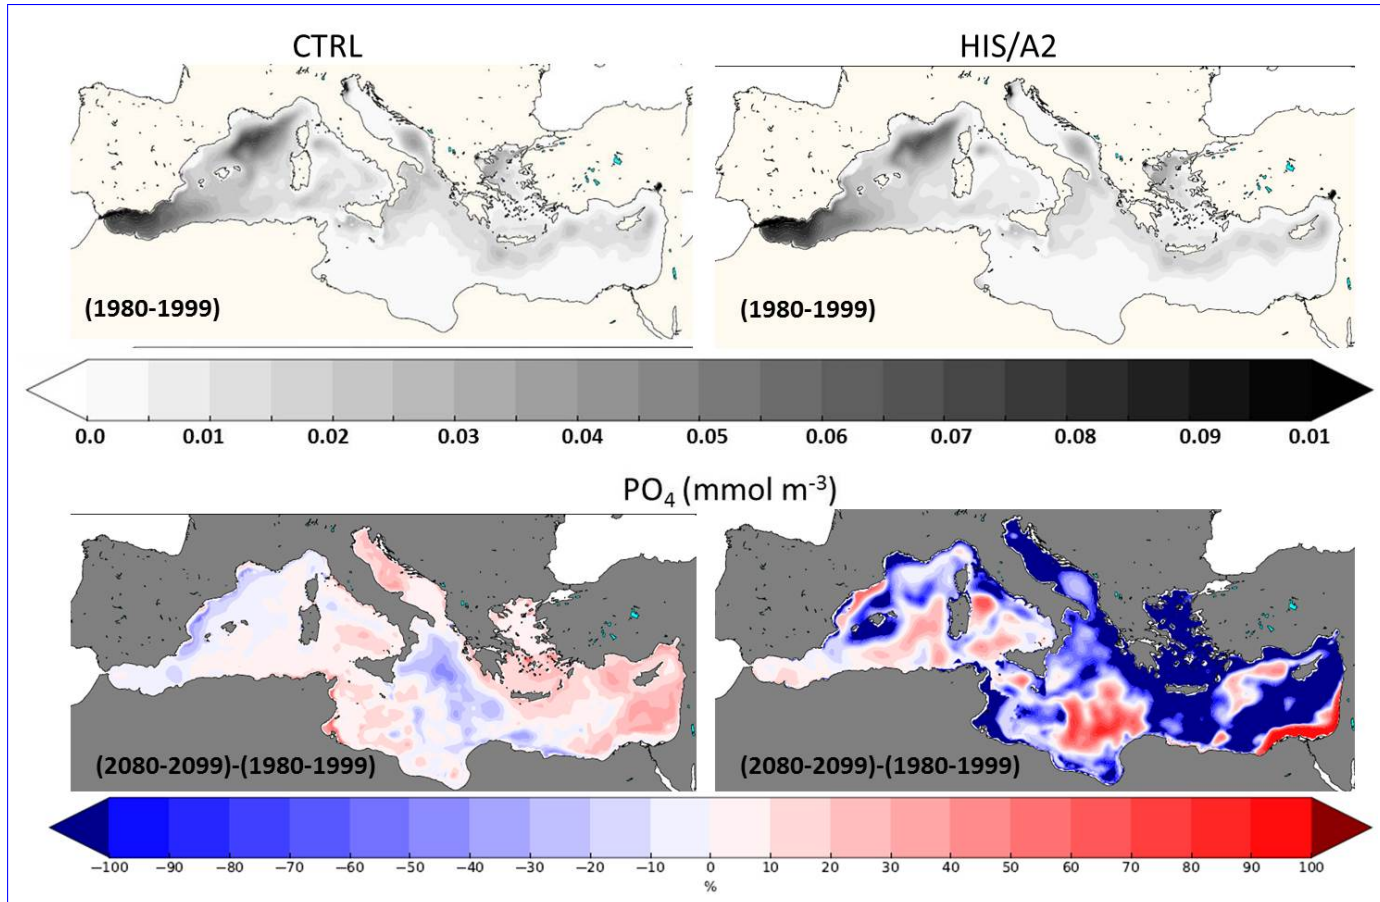 CTRL HIS/A2
(1980-1999) (1980-1999)
0.0 0.01 0.02 0.03 0.04 0.05 0.06 0.07 0.08 0.09 0.01
PO4 (mmol m-3)
(2080-2099)-(1980-1999) (2080-2099)-(1980-1999)
−100 −90 −80 −70 −60 −50 −40 −30 −20 −10 0 10 20 30 40 50 60 70 80 90 100
%